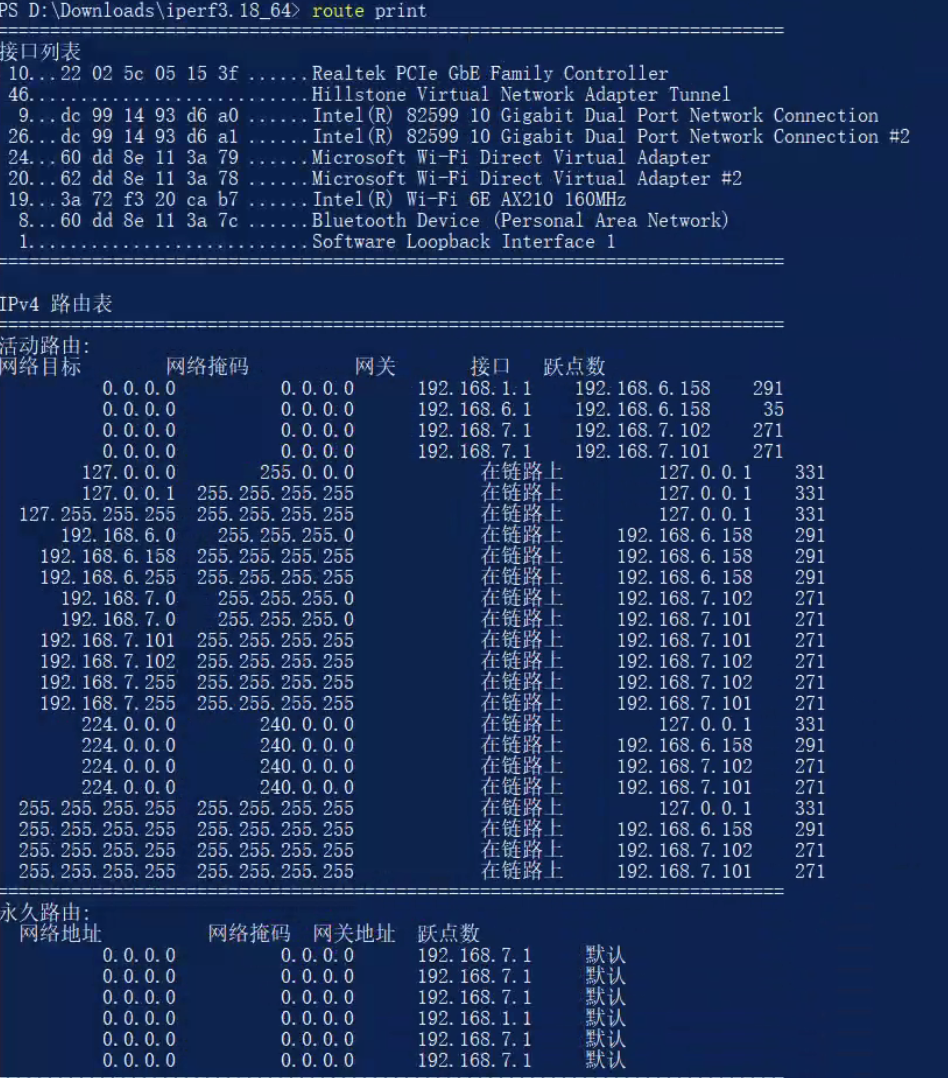 PS D:\Downloads\iperf3.18_64> route print
===========================================================================
接口列表
 10...22 02 5c 05 15 3f ......Realtek PCIe GbE Family Controller
 46...........................Hillstone Virtual Network Adapter Tunnel
  9...dc 99 14 93 d6 a0 ......Intel(R) 82599 10 Gigabit Dual Port Network Connection
 26...dc 99 14 93 d6 a1 ......Intel(R) 82599 10 Gigabit Dual Port Network Connection #2
 24...60 dd 8e 11 3a 79 ......Microsoft Wi-Fi Direct Virtual Adapter
 20...62 dd 8e 11 3a 78 ......Microsoft Wi-Fi Direct Virtual Adapter #2
 19...3a 72 f3 20 ca b7 ......Intel(R) Wi-Fi 6E AX210 160MHz
  8...60 dd 8e 11 3a 7c ......Bluetooth Device (Personal Area Network)
  1...........................Software Loopback Interface 1
===========================================================================
IPv4 路由表
===========================================================================
活动路由:
网络目标 网络掩码 网关 接口 跃点数
0.0.0.0 0.0.0.0 192.168.1.1 192.168.6.158 291
0.0.0.0 0.0.0.0 192.168.6.1 192.168.6.158 35
0.0.0.0 0.0.0.0 192.168.7.1 192.168.7.102 271
0.0.0.0 0.0.0.0 192.168.7.1 192.168.7.101 271
127.0.0.0 255.0.0.0 在链路上 127.0.0.1 331
127.0.0.1 255.255.255.255 在链路上 127.0.0.1 331
127.255.255.255 255.255.255.255 在链路上 127.0.0.1 331
192.168.6.0 255.255.255.0 在链路上 192.168.6.158 291
192.168.6.158 255.255.255.255 在链路上 192.168.6.158 291
192.168.6.255 255.255.255.255 在链路上 192.168.6.158 291
192.168.7.0 255.255.255.0 在链路上 192.168.7.102 271
192.168.7.0 255.255.255.0 在链路上 192.168.7.101 271
192.168.7.101 255.255.255.255 在链路上 192.168.7.101 271
192.168.7.102 255.255.255.255 在链路上 192.168.7.102 271
192.168.7.255 255.255.255.255 在链路上 192.168.7.102 271
192.168.7.255 255.255.255.255 在链路上 192.168.7.101 271
224.0.0.0 240.0.0.0 在链路上 127.0.0.1 331
224.0.0.0 240.0.0.0 在链路上 192.168.6.158 291
224.0.0.0 240.0.0.0 在链路上 192.168.7.102 271
224.0.0.0 240.0.0.0 在链路上 192.168.7.101 271
255.255.255.255 255.255.255.255 在链路上 127.0.0.1 331
255.255.255.255 255.255.255.255 在链路上 192.168.6.158 291
255.255.255.255 255.255.255.255 在链路上 192.168.7.102 271
255.255.255.255 255.255.255.255 在链路上 192.168.7.101 271
===========================================================================
永久路由:
网络地址 网络掩码 网关地址 跃点数
0.0.0.0 0.0.0.0 192.168.7.1 默认
0.0.0.0 0.0.0.0 192.168.7.1 默认
0.0.0.0 0.0.0.0 192.168.7.1 默认
0.0.0.0 0.0.0.0 192.168.1.1 默认
0.0.0.0 0.0.0.0 192.168.7.1 默认
0.0.0.0 0.0.0.0 192.168.7.1 默认
===========================================================================